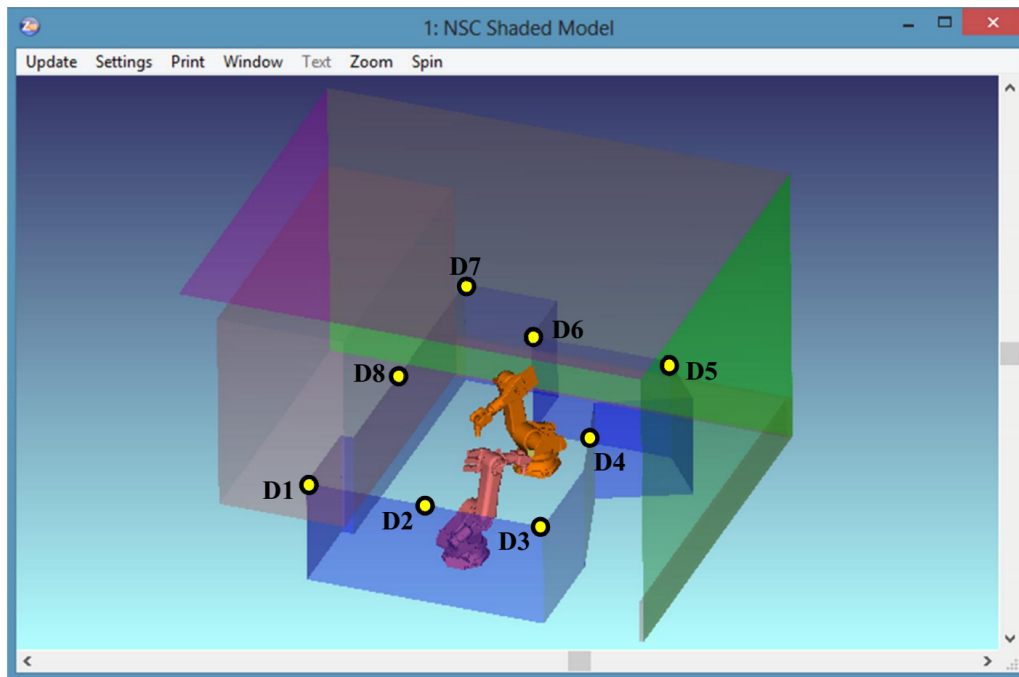 1: NSC Shaded Model
Update Settings Print Window Text Zoom Spin
D7
D6
D5
D8
D4
D1
D2
D3